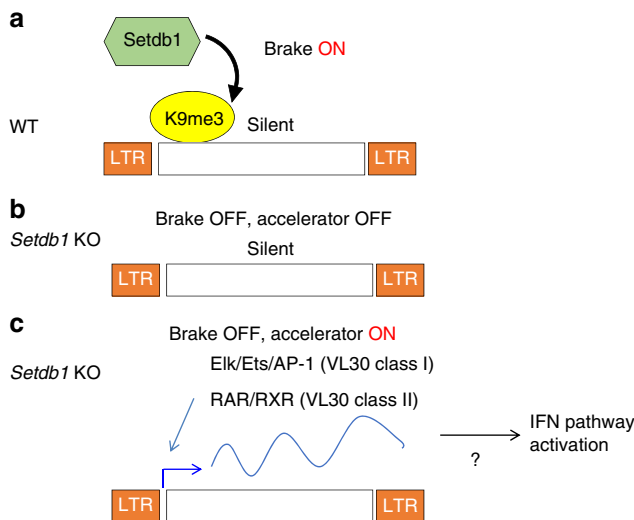 a
Setdb1
Brake ON
WT
K9me3
Silent
LTR
LTR
b
Brake OFF, accelerator OFF
Setdb1 KO
Silent
LTR
LTR
c
Brake OFF, accelerator ON
Setdb1 KO
Elk/Ets/AP-1 (VL30 class I)
RAR/RXR (VL30 class II)
IFN pathway
activation
?
LTR
LTR